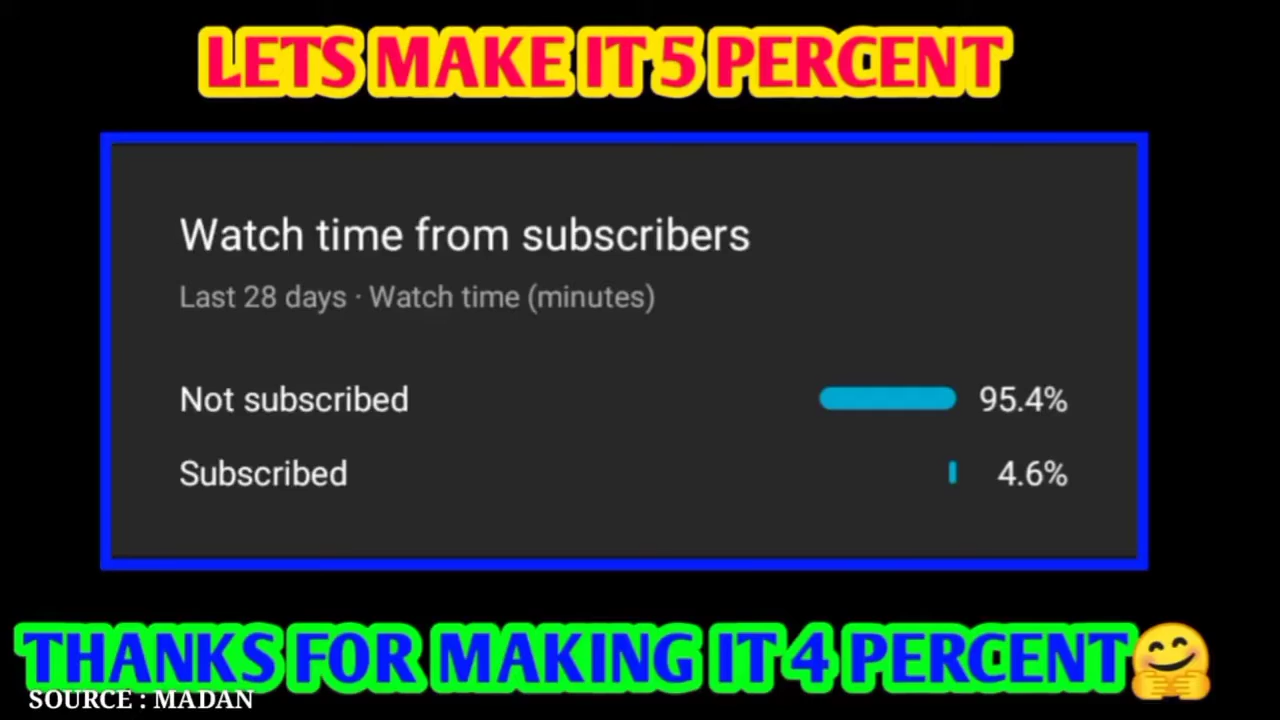 LETS MAKE IT 5 PERCENT
Watch time from subscribers
Last 28 days · Watch time (minutes)
Not subscribed 95.4%
Subscribed 4.6%
THANKS FOR MAKING IT 4 PERCENT🤗
SOURCE : MADAN